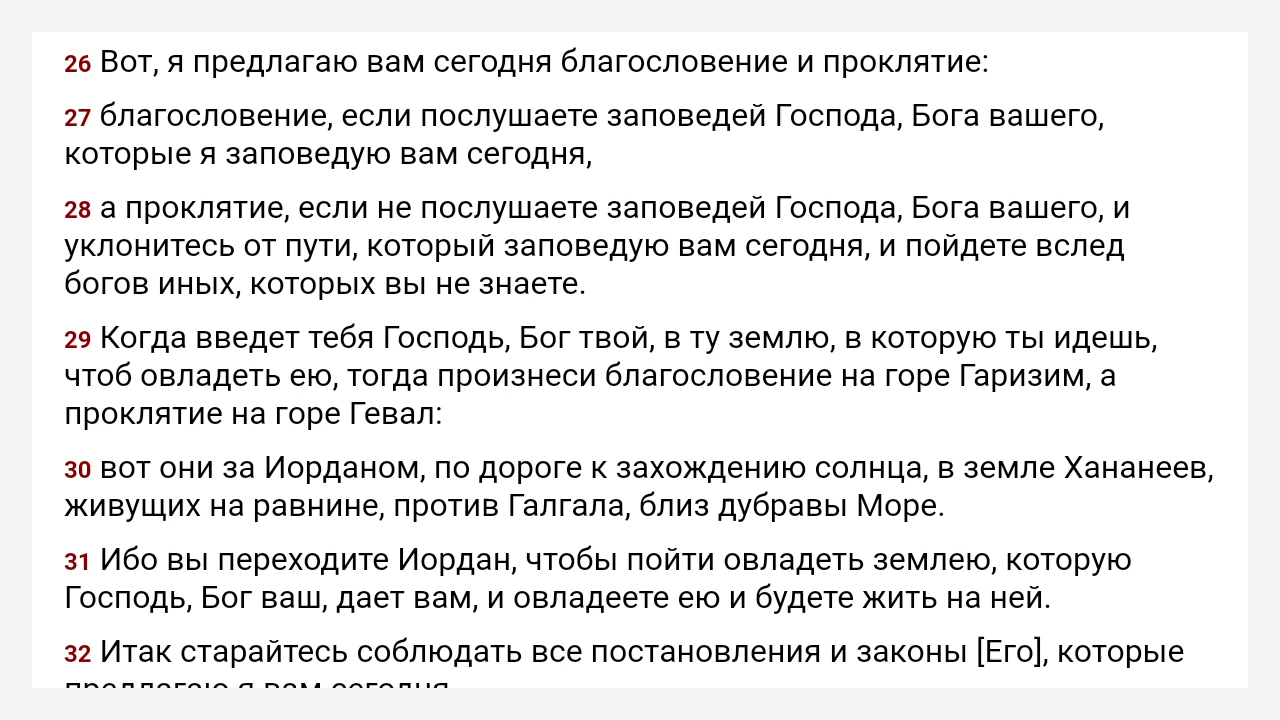 26 Вот, я предлагаю вам сегодня благословение и проклятие:
27 благословение, если послушаете заповедей Господа, Бога вашего,
которые я заповедую вам сегодня,
28 а проклятие, если не послушаете заповедей Господа, Бога вашего, и
уклонитесь от пути, который заповедую вам сегодня, и пойдете вслед
богов иных, которых вы не знаете.
29 Когда введет тебя Господь, Бог твой, в ту землю, в которую ты идешь,
чтоб овладеть ею, тогда произнеси благословение на горе Гаризим, а
проклятие на горе Гевал:
30 вот они за Иорданом, по дороге к захождению солнца, в земле Хананеев,
живущих на равнине, против Галгала, близ дубравы Море.
31 Ибо вы переходите Иордан, чтобы пойти овладеть землею, которую
Господь, Бог ваш, дает вам, и овладеете ею и будете жить на ней.
32 Итак старайтесь соблюдать все постановления и законы [Его], которые
предлагаю я вам сегодня